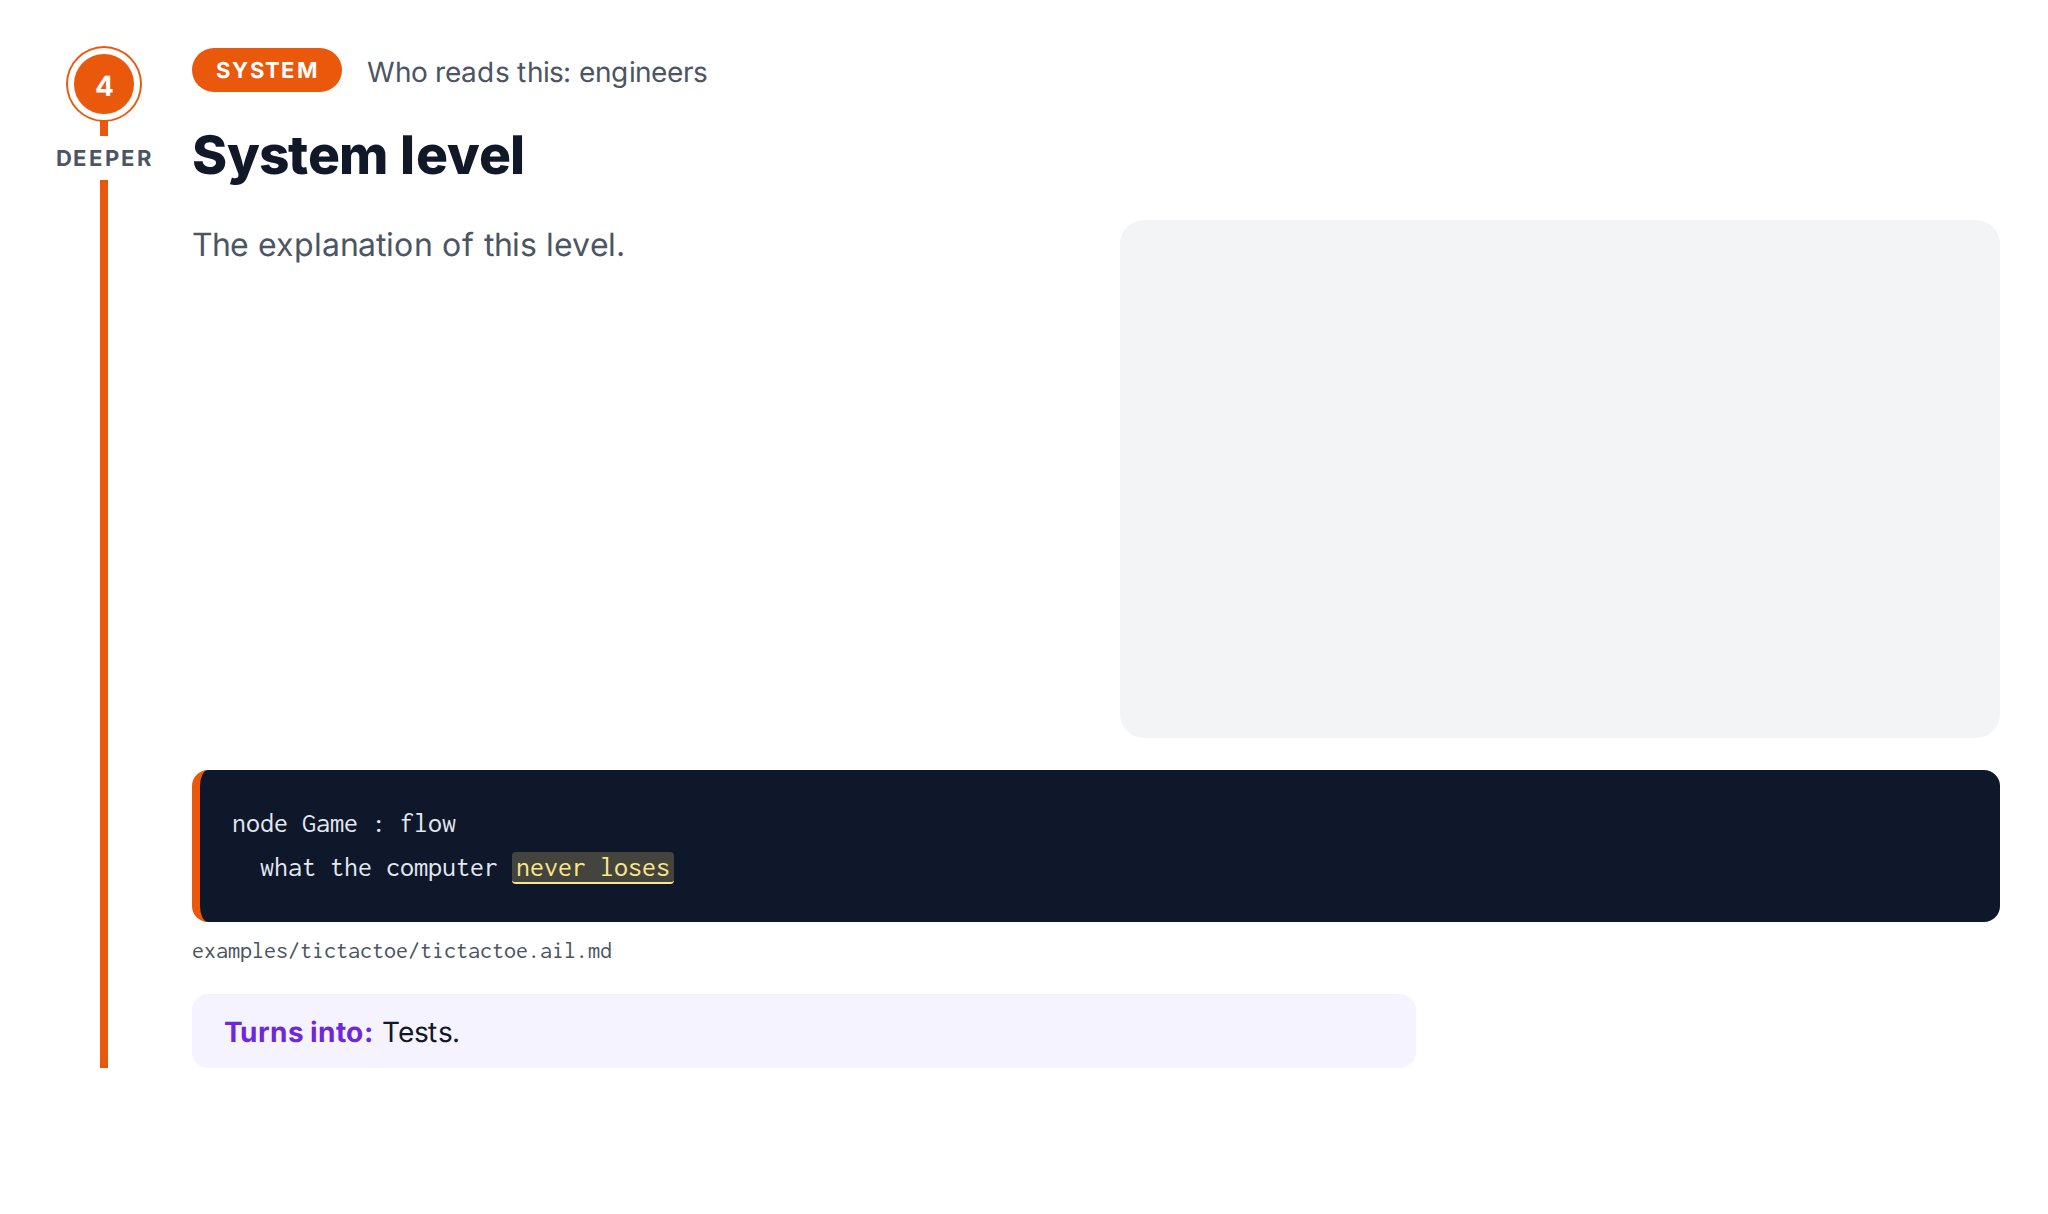 4
SYSTEM
Who reads this: engineers
DEEPER
System level
The explanation of this level.
node Game : flow
what the computer never loses
examples/tictactoe/tictactoe.ail.md
Turns into: Tests.